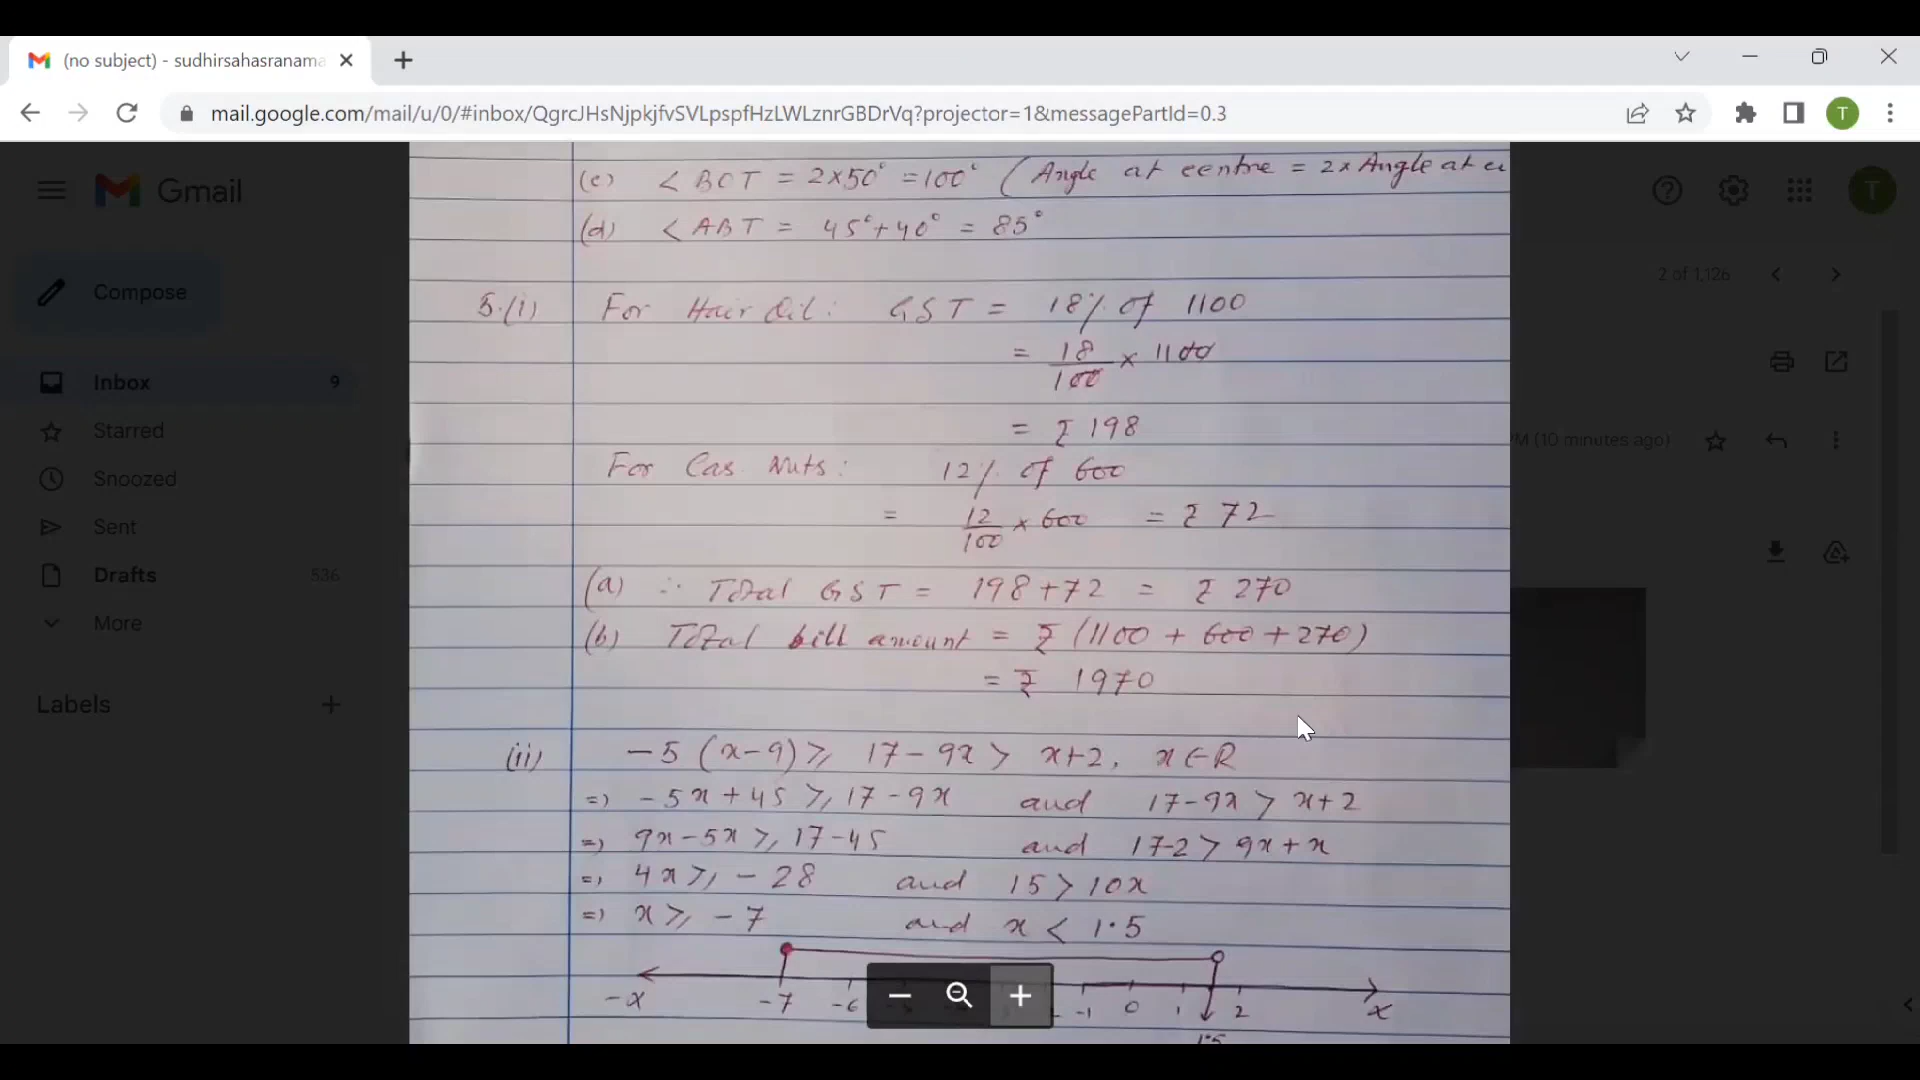 (no subject) - sudhirsahasranama
mail.google.com/mail/u/0/#inbox/QgrcJHsNjpkjfvSVLpspfHzLWLznrGBDrVq?projector=1&messagePartId=0.3
T
Gmail
T
Compose
2 of 1,126
Inbox 9
Starred
PM (10 minutes ago)
Snoozed
Sent
Drafts 536
More
Labels
(c) ∠BOT = 2×50° = 100° (Angle at centre = 2× Angle at
(d) ∠ABT = 45°+40° = 85°
5.(i) For Hair Oil: GST = 18% of 1100
= 18/100 × 1100
= ₹ 198
For Cas. Nuts: 12% of 600
= 12/100 × 600 = ₹ 72
(a) ∴ Total GST = 198+72 = ₹ 270
(b) Total bill amount = ₹ (1100 + 600 + 270)
= ₹ 1970
(ii) -5 (x-9) ⩾ 17-9x > x+2, x∈R
⇒ -5x+45 ⩾ 17-9x and 17-9x > x+2
⇒ 9x-5x ⩾ 17-45 and 17-2 > 9x+x
⇒ 4x ⩾ -28 and 15 > 10x
⇒ x ⩾ -7 and x < 1.5
-x -7 -6 -1 0 1 2 x
1.5